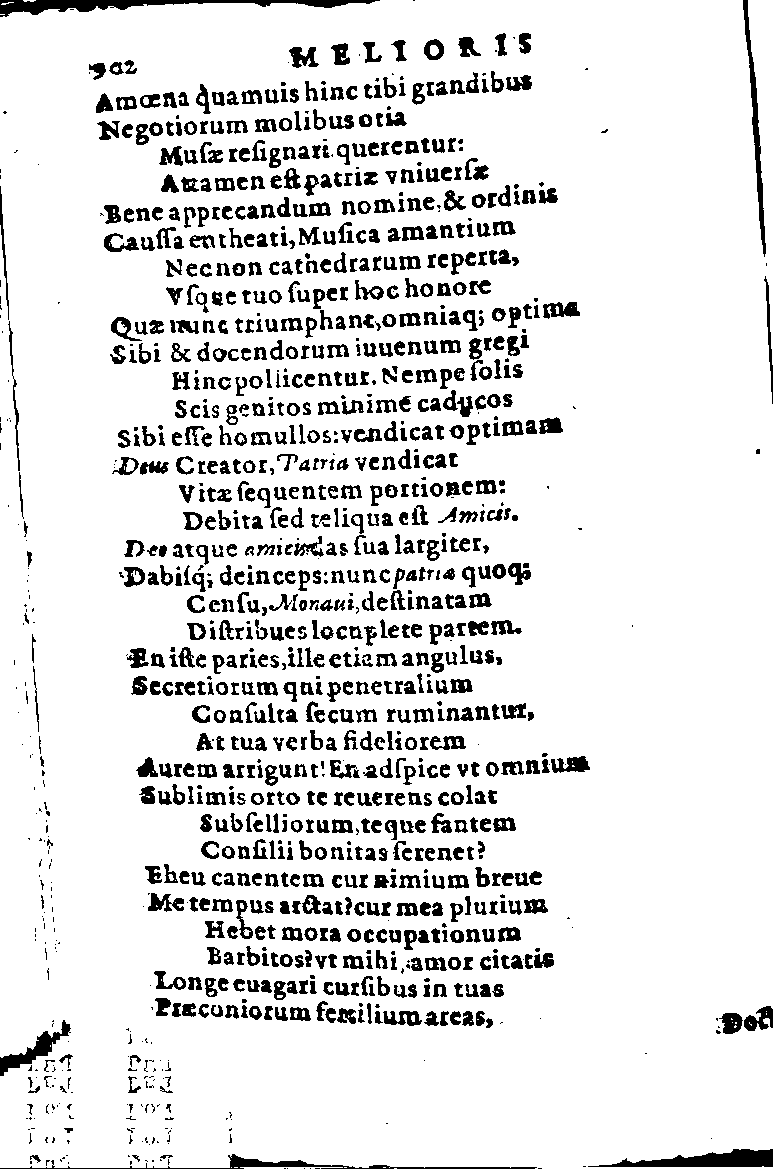 902 MELIORIS
Amœna quamuis hinc tibi grandibus
Negotiorum molibus otia
Muſæ reſignari querentur:
Attamen eſt patriæ vniuerſæ
Bene apprecandum nomine, & ordinis
Cauſſa entheati, Muſica amantium
Nec non cathedrarum reperta,
Vſque tuo ſuper hoc honore
Quæ nunc triumphant, omniaq; optima
Sibi & docendorum iuuenum gregi
Hinc pollicentur. Nempe ſolis
Scis genitos minimé caducos
Sibi eſſe homullos: vendicat optimam
Deus Creator, Patria vendicat
Vitæ ſequentem portionem:
Debita ſed reliqua eſt Amicis.
Deo atque amicis das ſua largiter,
Dabiſq́; deinceps: nunc patriæ quoq;
Cenſu, Monaui, deſtinatam
Diſtribues locuplete partem.
En iſte paries, ille etiam angulus,
Secretiorum qui penetralium
Conſulta ſecum ruminantur,
At tua verba fideliorem
Aurem arrigunt! En adſpice vt omnium
Sublimis orto te reuerens colat
Subſelliorum, teque fantem
Conſilii bonitas ſerenet?
Eheu canentem cur nimium breue
Me tempus arctat? cur mea plurium
Hebet mora occupationum
Barbitos? vt mihi, amor citatis
Longe euagari curſibus in tuas
Præconiorum fertilium areas,
Doct